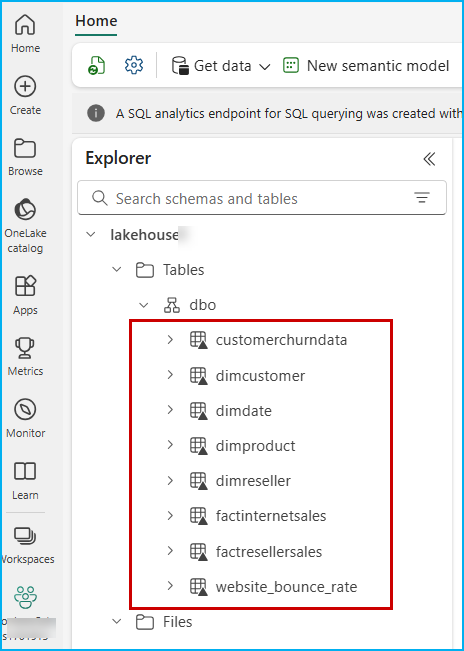 Home
Home
Get data
New semantic model
Create
A SQL analytics endpoint for SQL querying was created with
Browse
Explorer
Search schemas and tables
OneLake
catalog
lakehouse
Tables
Apps
dbo
customerchurndata
Metrics
dimcustomer
dimdate
Monitor
dimproduct
dimreseller
Learn
factinternetsales
factresellersales
Workspaces
website_bounce_rate
Files